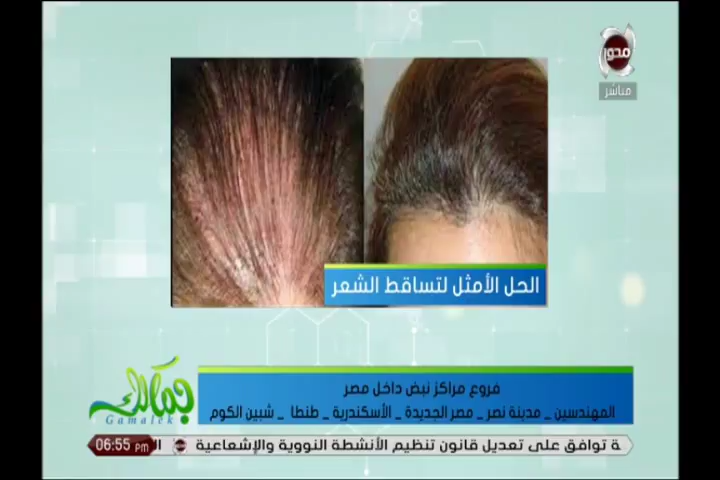 محور
مباشر
الحل الأمثل لتساقط الشعر
جمالك
Gamalek
فروع مراكز نبض داخل مصر
المهندسين _ مدينة نصر _ مصر الجديدة _ الأسكندرية _ طنطا _ شبين الكوم
06:55 pm
ة توافق على تعديل قانون تنظيم الأنشطة النووية والإشعاعية